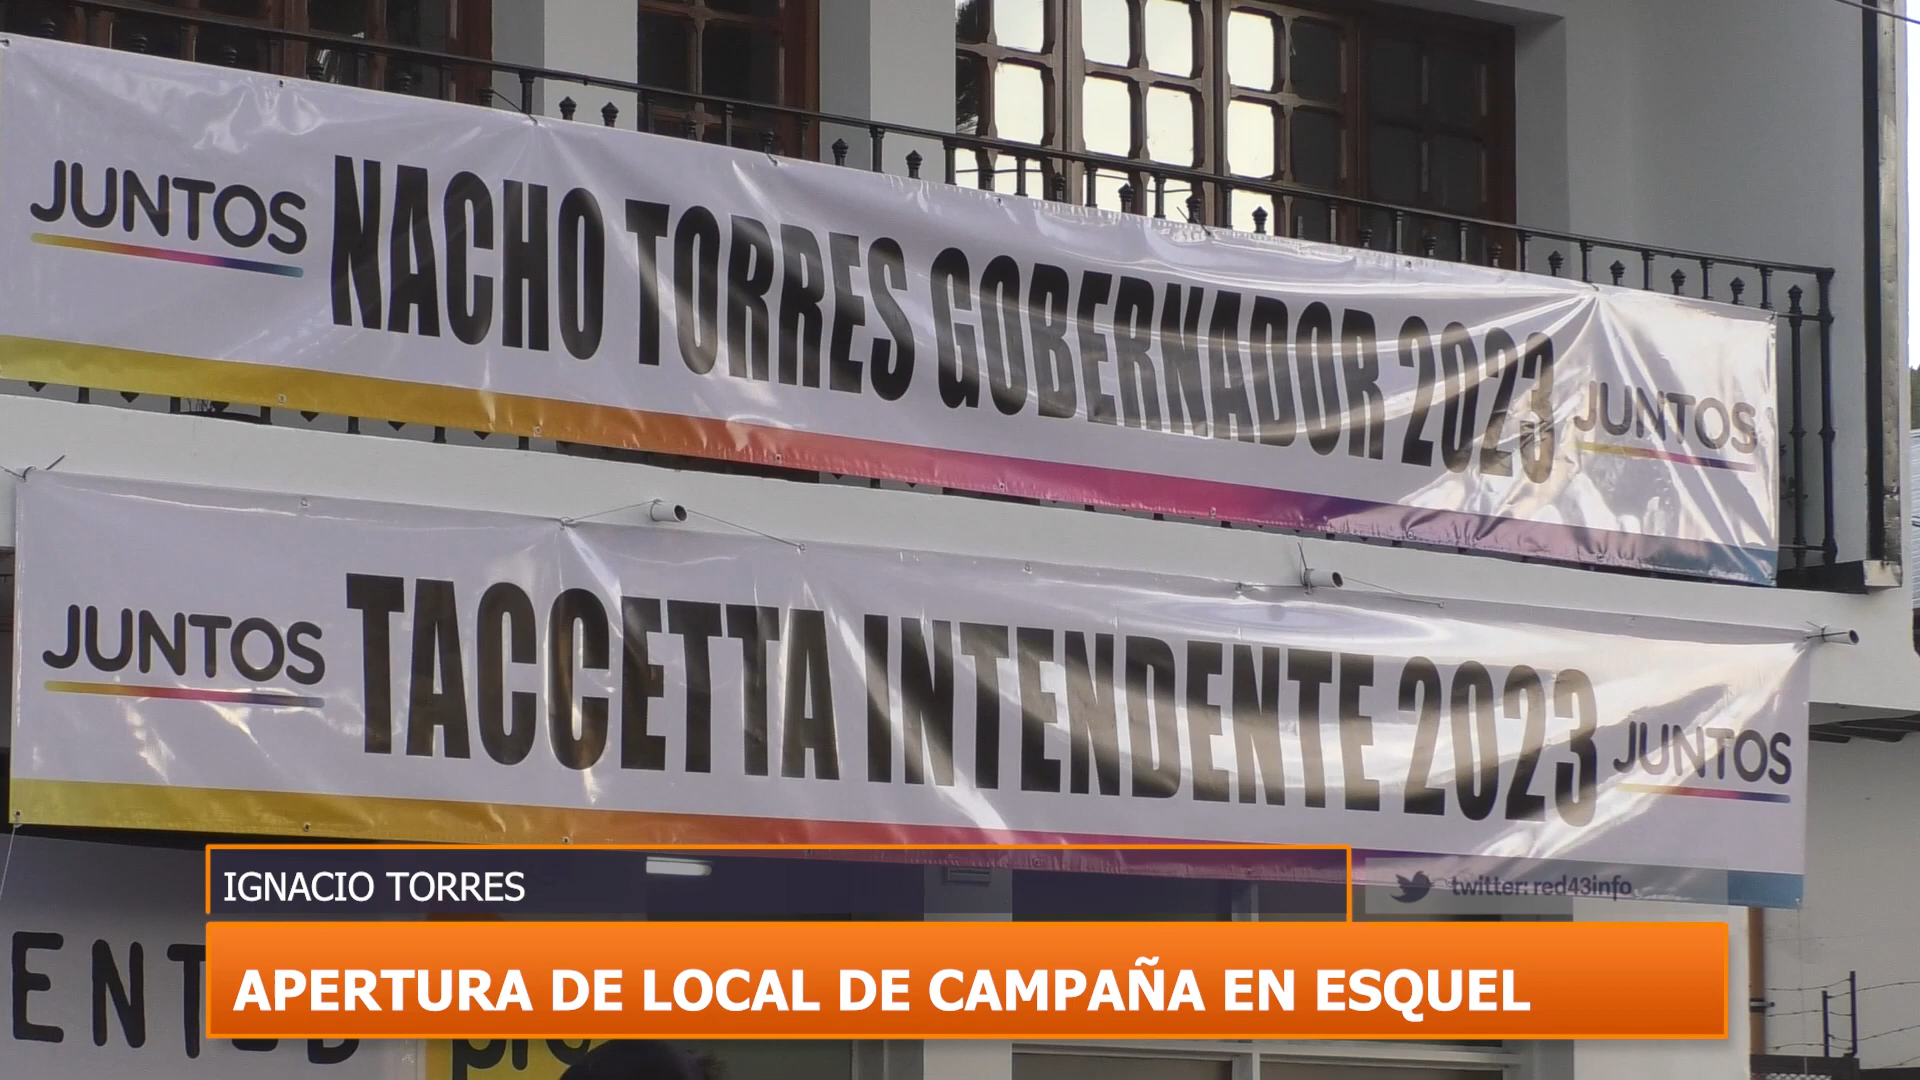 JUNTOS NACHO TORRES GOBERNADOR 2023 JUNTOS
JUNTOS TACCETTA INTENDENTE 2023 JUNTOS
IGNACIO TORRES
twitter: red43info
APERTURA DE LOCAL DE CAMPAÑA EN ESQUEL
pro